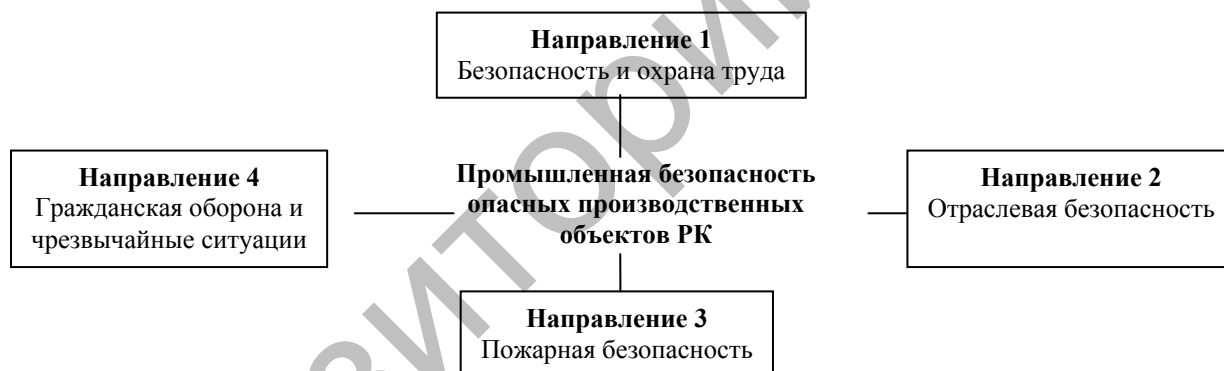 Направление 1
Безопасность и охрана труда
Направление 4
Гражданская оборона и
чрезвычайные ситуации
Промышленная безопасность
опасных производственных
объектов РК
Направление 2
Отраслевая безопасность
Направление 3
Пожарная безопасность